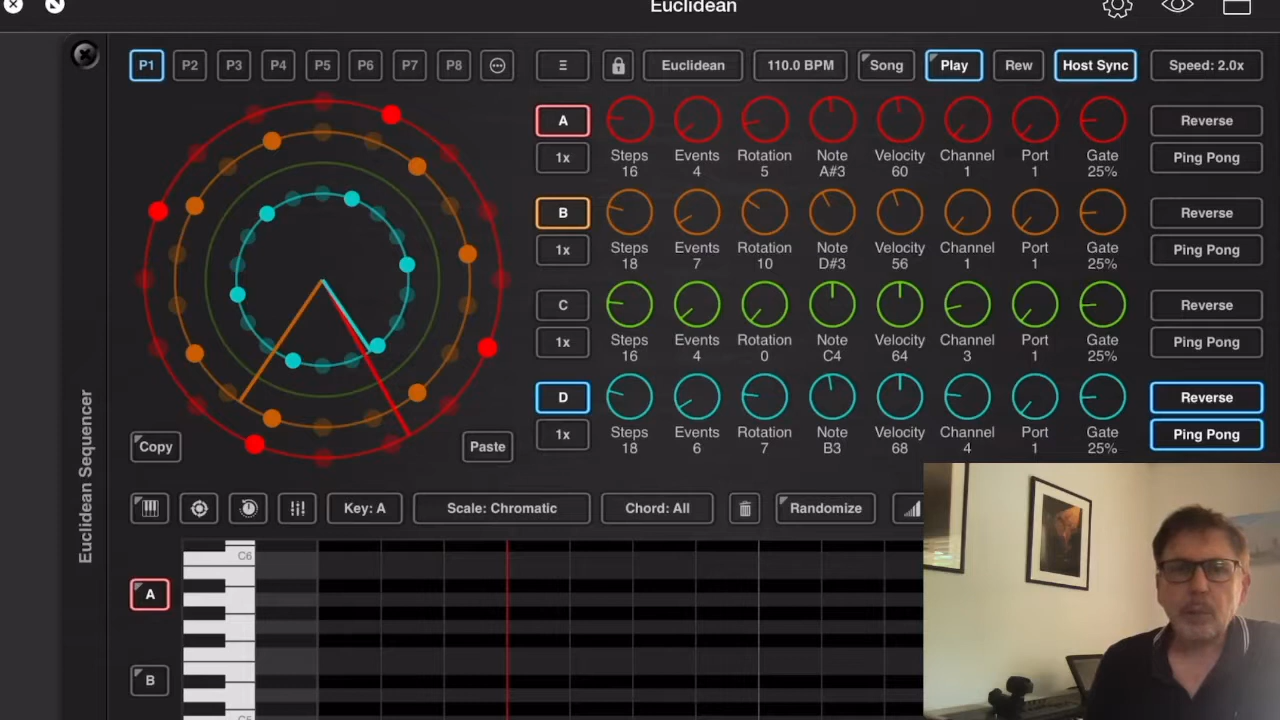 Euclidean
P1 P2 P3 P4 P5 P6 P7 P8
Euclidean 110.0 BPM Song Play Rew Host Sync Speed: 2.0x
A
Reverse
1x
Steps Events Rotation Note Velocity Channel Port Gate
16 4 5 A#3 60 1 1 25%
Ping Pong
B
Reverse
1x
Steps Events Rotation Note Velocity Channel Port Gate
18 7 10 D#3 56 1 1 25%
Ping Pong
C
Reverse
1x
Steps Events Rotation Note Velocity Channel Port Gate
16 4 0 C4 64 3 1 25%
Ping Pong
D
Reverse
1x
Steps Events Rotation Note Velocity Channel Port Gate
18 6 7 B3 68 4 1 25%
Ping Pong
Copy Paste
Euclidean Sequencer
Key: A Scale: Chromatic Chord: All Randomize
C6
A
B
C5